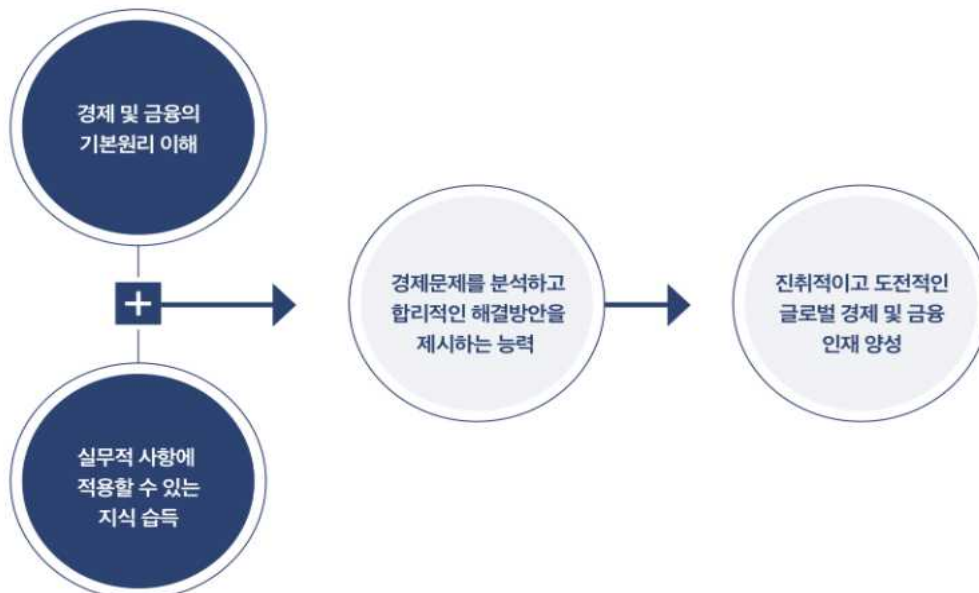 경제 및 금융의
기본원리 이해
+
실무적 사항에
적용할 수 있는
지식 습득
경제문제를 분석하고
합리적인 해결방안을
제시하는 능력
진취적이고 도전적인
글로벌 경제 및 금융
인재 양성